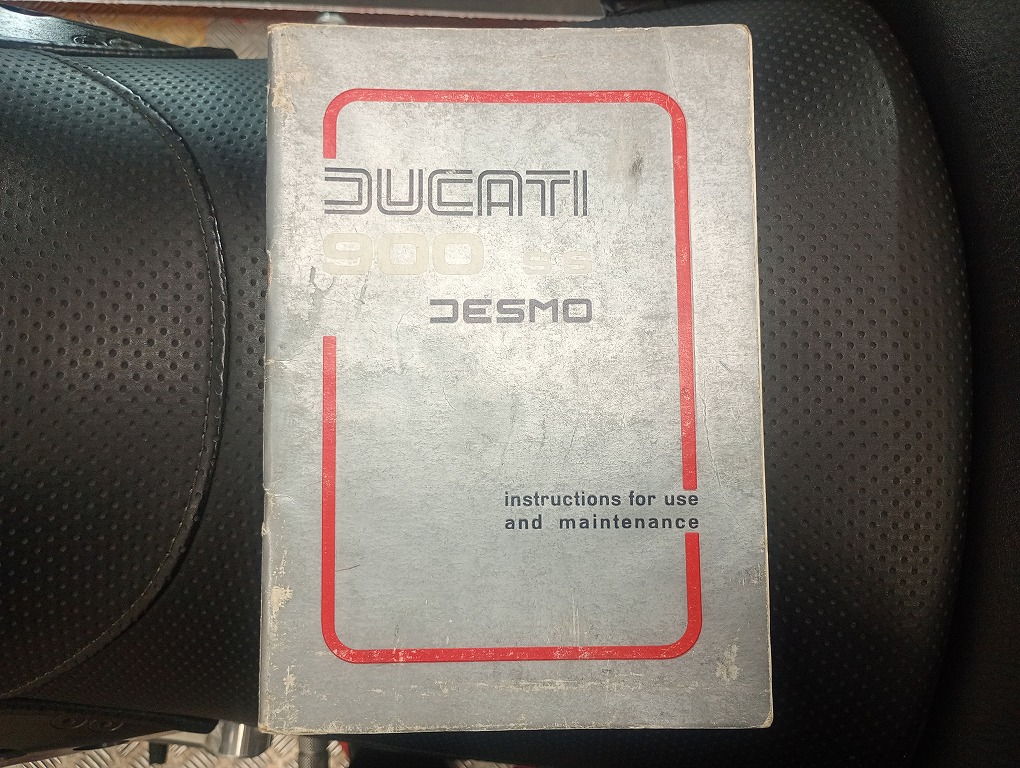 DUCATI
900 SS
DESMO
instructions for use
and maintenance